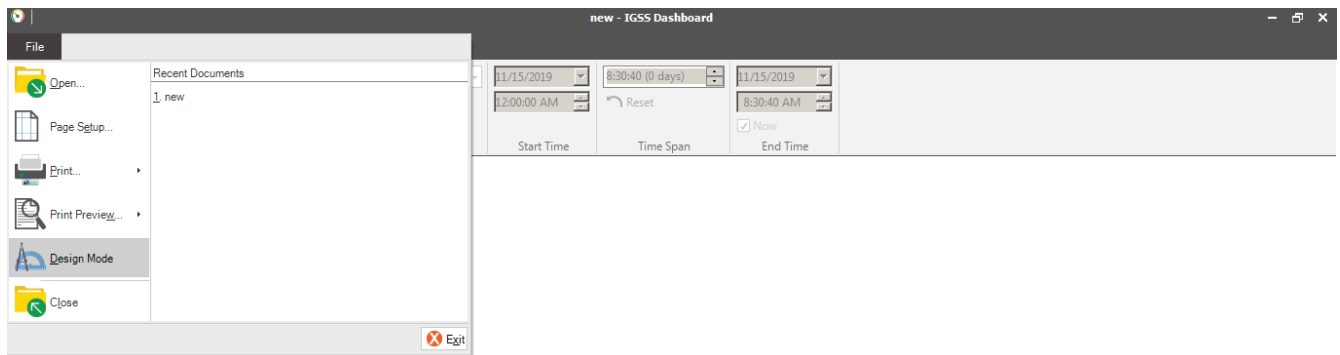 new - IGSS Dashboard
File
Open...
Page Setup...
Print...
Print Preview...
Design Mode
Close
Recent Documents
1. new
Exit
11/15/2019
12:00:00 AM
Start Time
8:30:40 (0 days)
Reset
Time Span
11/15/2019
8:30:40 AM
Now
End Time